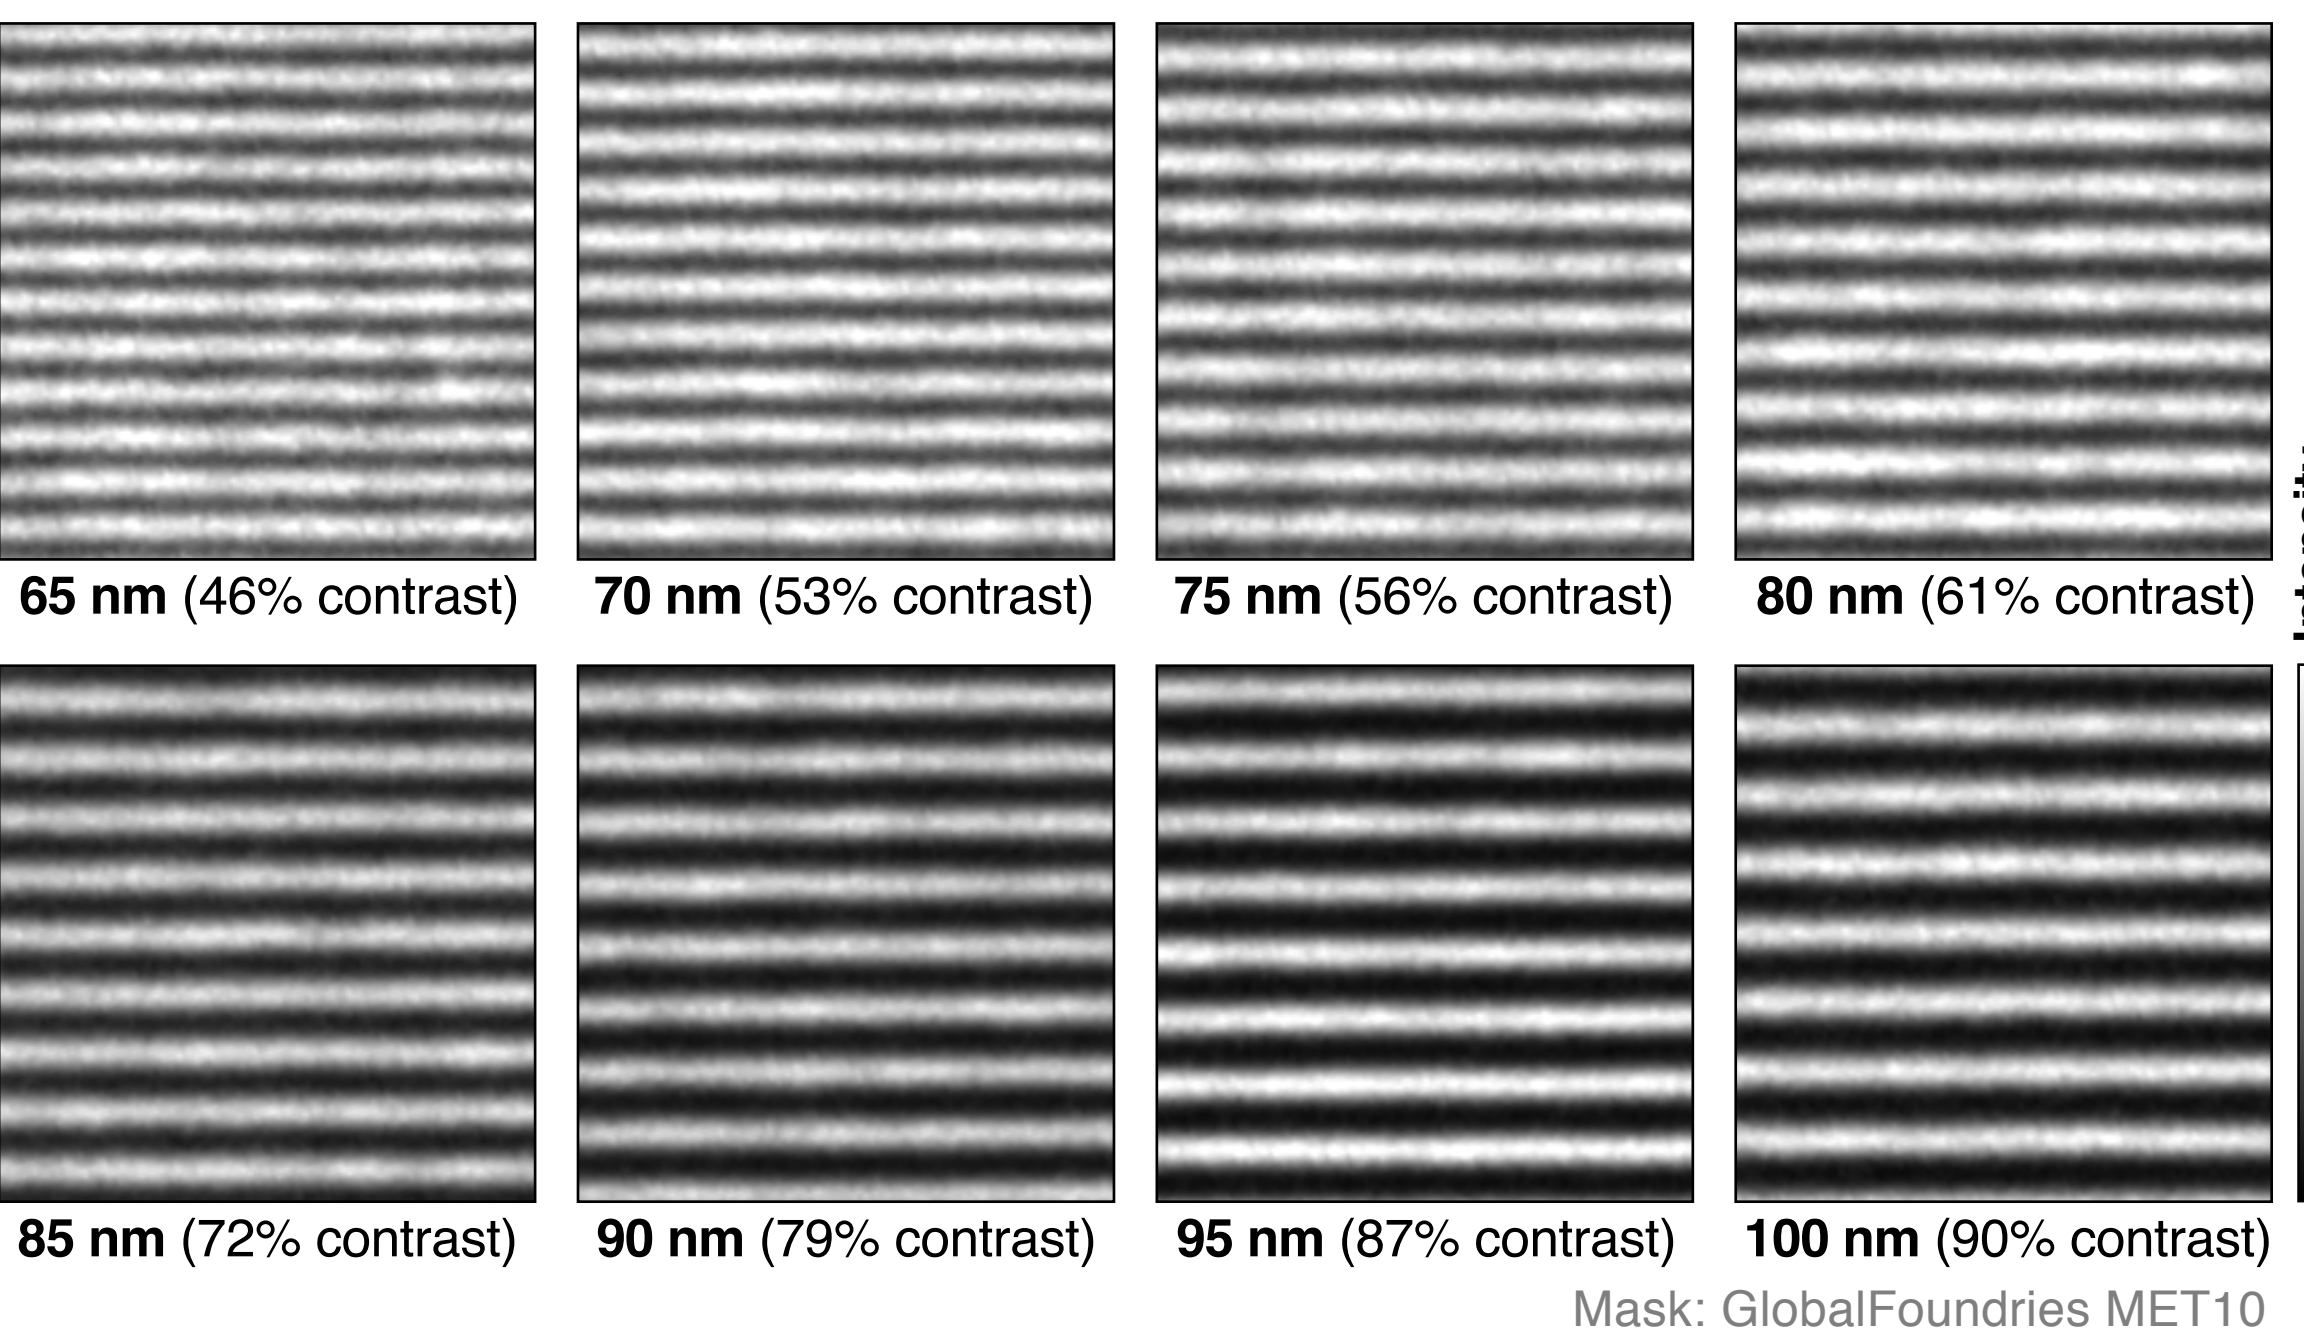 65 nm (46% contrast)
70 nm (53% contrast)
75 nm (56% contrast)
80 nm (61% contrast)
85 nm (72% contrast)
90 nm (79% contrast)
95 nm (87% contrast)
100 nm (90% contrast)
Mask: GlobalFoundries MET10